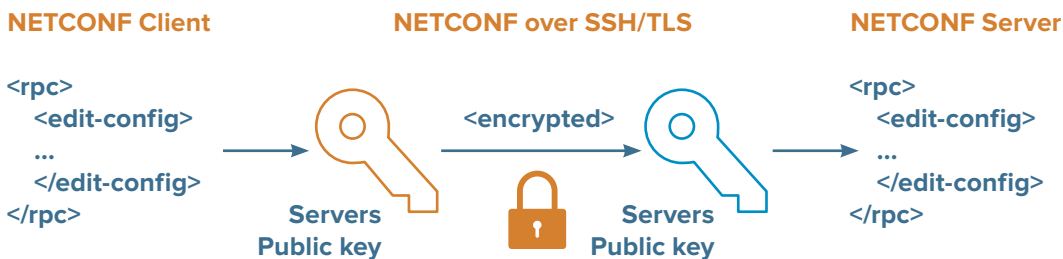 NETCONF Client
NETCONF over SSH/TLS
NETCONF Server
<rpc>
<edit-config>
...
</edit-config>
</rpc>
Servers
Public key
<encrypted>
Servers
Public key
<rpc>
<edit-config>
...
</edit-config>
</rpc>